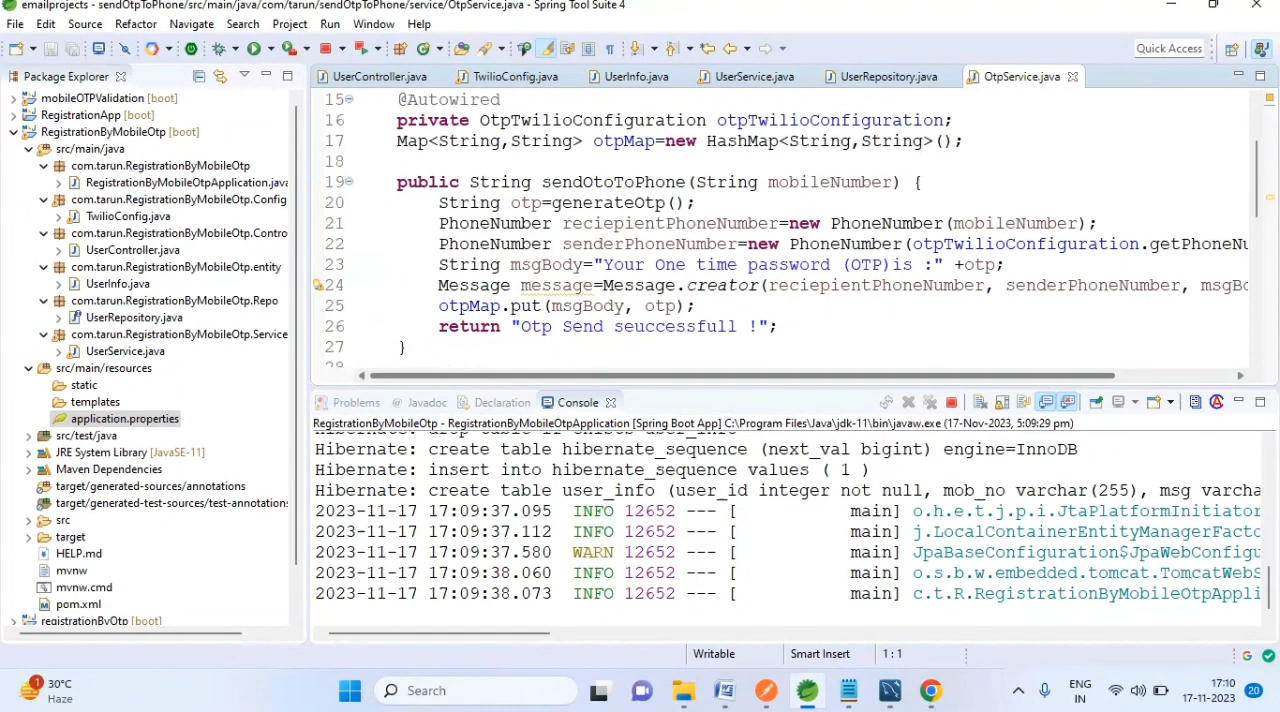 emailprojects - sendOtpToPhone/src/main/java/com/tarun/sendOtpToPhone/service/OtpService.java - Spring Tool Suite 4
File Edit Source Refactor Navigate Search Project Run Window Help
Quick Access
Package Explorer
UserController.java TwilioConfig.java UserInfo.java UserService.java UserRepository.java OtpService.java
mobileOTPValidation [boot]
RegistrationApp [boot]
RegistrationByMobileOtp [boot]
src/main/java
com.tarun.RegistrationByMobileOtp
RegistrationByMobileOtpApplication.java
com.tarun.RegistrationByMobileOtp.Config
TwilioConfig.java
com.tarun.RegistrationByMobileOtp.Contro
UserController.java
com.tarun.RegistrationByMobileOtp.entity
UserInfo.java
com.tarun.RegistrationByMobileOtp.Repo
UserRepository.java
com.tarun.RegistrationByMobileOtp.Service
UserService.java
src/main/resources
static
templates
application.properties
src/test/java
JRE System Library [JavaSE-11]
Maven Dependencies
target/generated-sources/annotations
target/generated-test-sources/test-annotations
src
target
HELP.md
mvnw
mvnw.cmd
pom.xml
registrationByOtp [boot]
15 @Autowired
16 private OtpTwilioConfiguration otpTwilioConfiguration;
17 Map<String,String> otpMap=new HashMap<String,String>();
18
19 public String sendOtoToPhone(String mobileNumber) {
20 String otp=generateOtp();
21 PhoneNumber reciepientPhoneNumber=new PhoneNumber(mobileNumber);
22 PhoneNumber senderPhoneNumber=new PhoneNumber(otpTwilioConfiguration.getPhoneNu
23 String msgBody="Your One time password (OTP)is :" +otp;
24 Message message=Message.creator(reciepientPhoneNumber, senderPhoneNumber, msgBo
25 otpMap.put(msgBody, otp);
26 return "Otp Send seuccessfull !";
27 }
28
Problems Javadoc Declaration Console
RegistrationByMobileOtp - RegistrationByMobileOtpApplication [Spring Boot App] C:\Program Files\Java\jdk-11\bin\javaw.exe (17-Nov-2023, 5:09:29 pm)
Hibernate: drop table if exists user_info
Hibernate: create table hibernate_sequence (next_val bigint) engine=InnoDB
Hibernate: insert into hibernate_sequence values ( 1 )
Hibernate: create table user_info (user_id integer not null, mob_no varchar(255), msg varcha
2023-11-17 17:09:37.095 INFO 12652 --- [ main] o.h.e.t.j.p.i.JtaPlatformInitiator
2023-11-17 17:09:37.112 INFO 12652 --- [ main] j.LocalContainerEntityManagerFacto
2023-11-17 17:09:37.580 WARN 12652 --- [ main] JpaBaseConfiguration$JpaWebConfigu
2023-11-17 17:09:38.060 INFO 12652 --- [ main] o.s.b.w.embedded.tomcat.TomcatWebS
2023-11-17 17:09:38.073 INFO 12652 --- [ main] c.t.R.RegistrationByMobileOtpAppli
Writable Smart Insert 1 : 1
1 30°C
Haze
Search
ENG
IN
17:10
17-11-2023
20